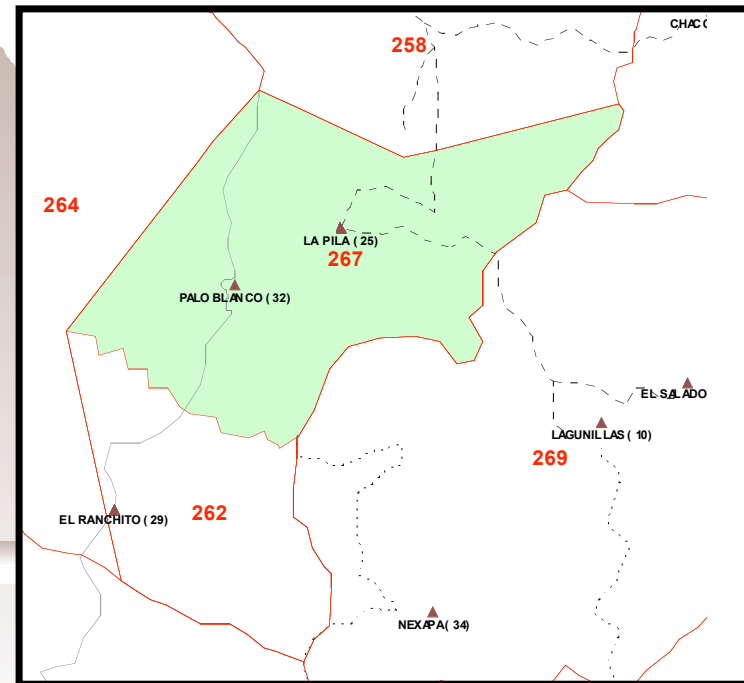 CHACC
258
264
LA PILA ( 25)
267
PALO BLANCO ( 32)
EL SALADO
LAGUNILLAS ( 10)
269
262
EL RANCHITO ( 29)
NEXAPA( 34)